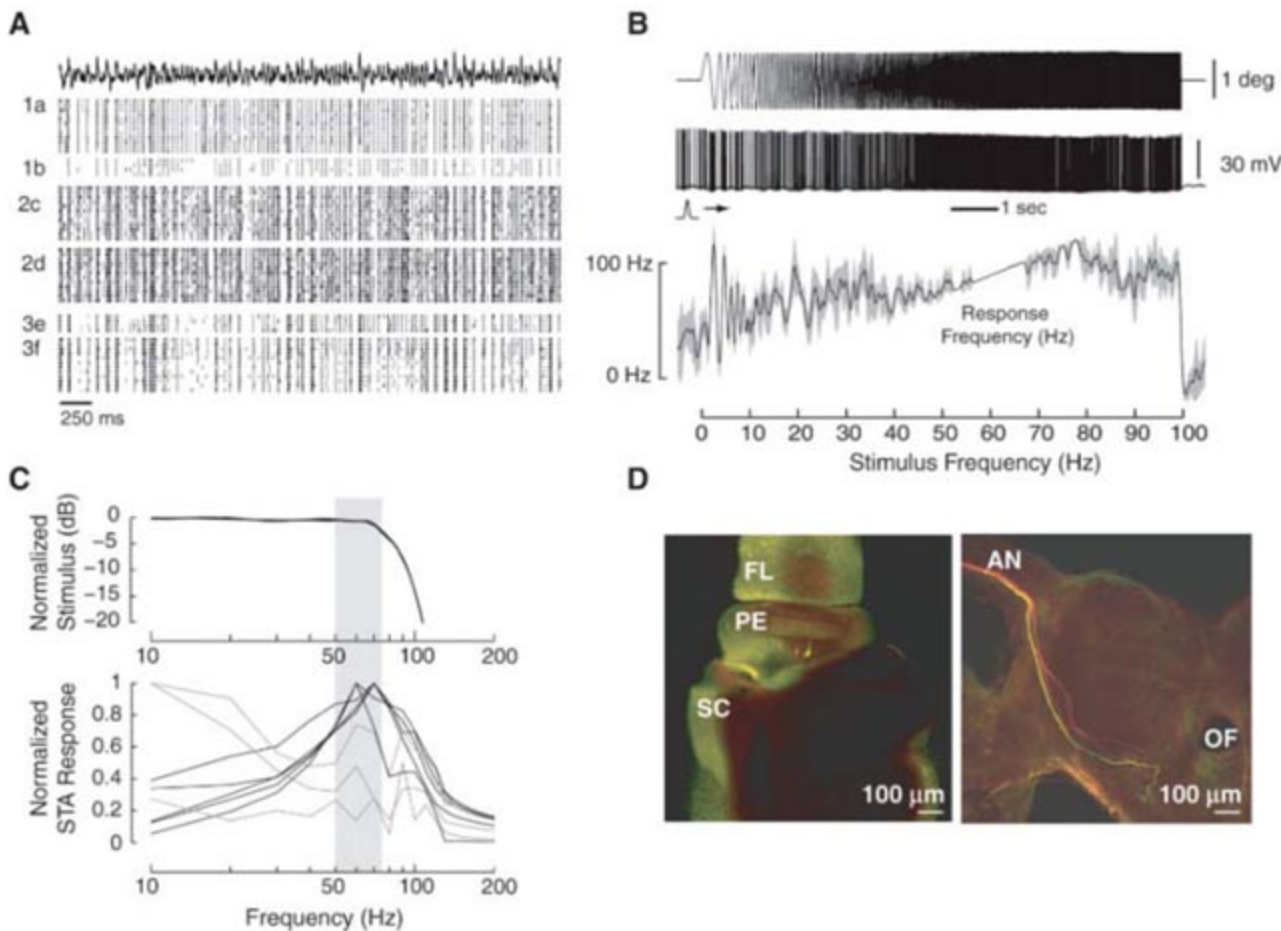 A
1a
1b
2c
2d
3e
3f
250 ms
B
1 deg
30 mV
1 sec
100 Hz
Response
Frequency (Hz)
0 Hz
0 10 20 30 40 50 60 70 80 90 100
Stimulus Frequency (Hz)
C
Normalized
Stimulus (dB)
0
−5
−10
−15
−20
10 50 100 200
Normalized
STA Response
1
0.8
0.6
0.4
0.2
0
10 50 100 200
Frequency (Hz)
D
FL
PE
SC
100 μm
AN
OF
100 μm